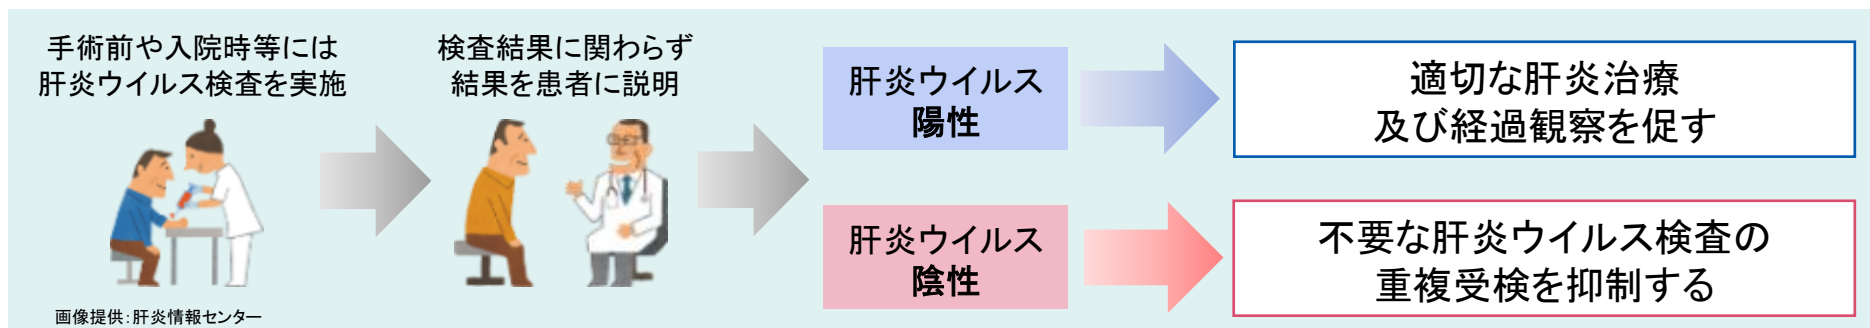 手術前や入院時等には
肝炎ウイルス検査を実施
検査結果に関わらず
結果を患者に説明
肝炎ウイルス
陽性
適切な肝炎治療
及び経過観察を促す
肝炎ウイルス
陰性
不要な肝炎ウイルス検査の
重複受検を抑制する
画像提供：肝炎情報センター